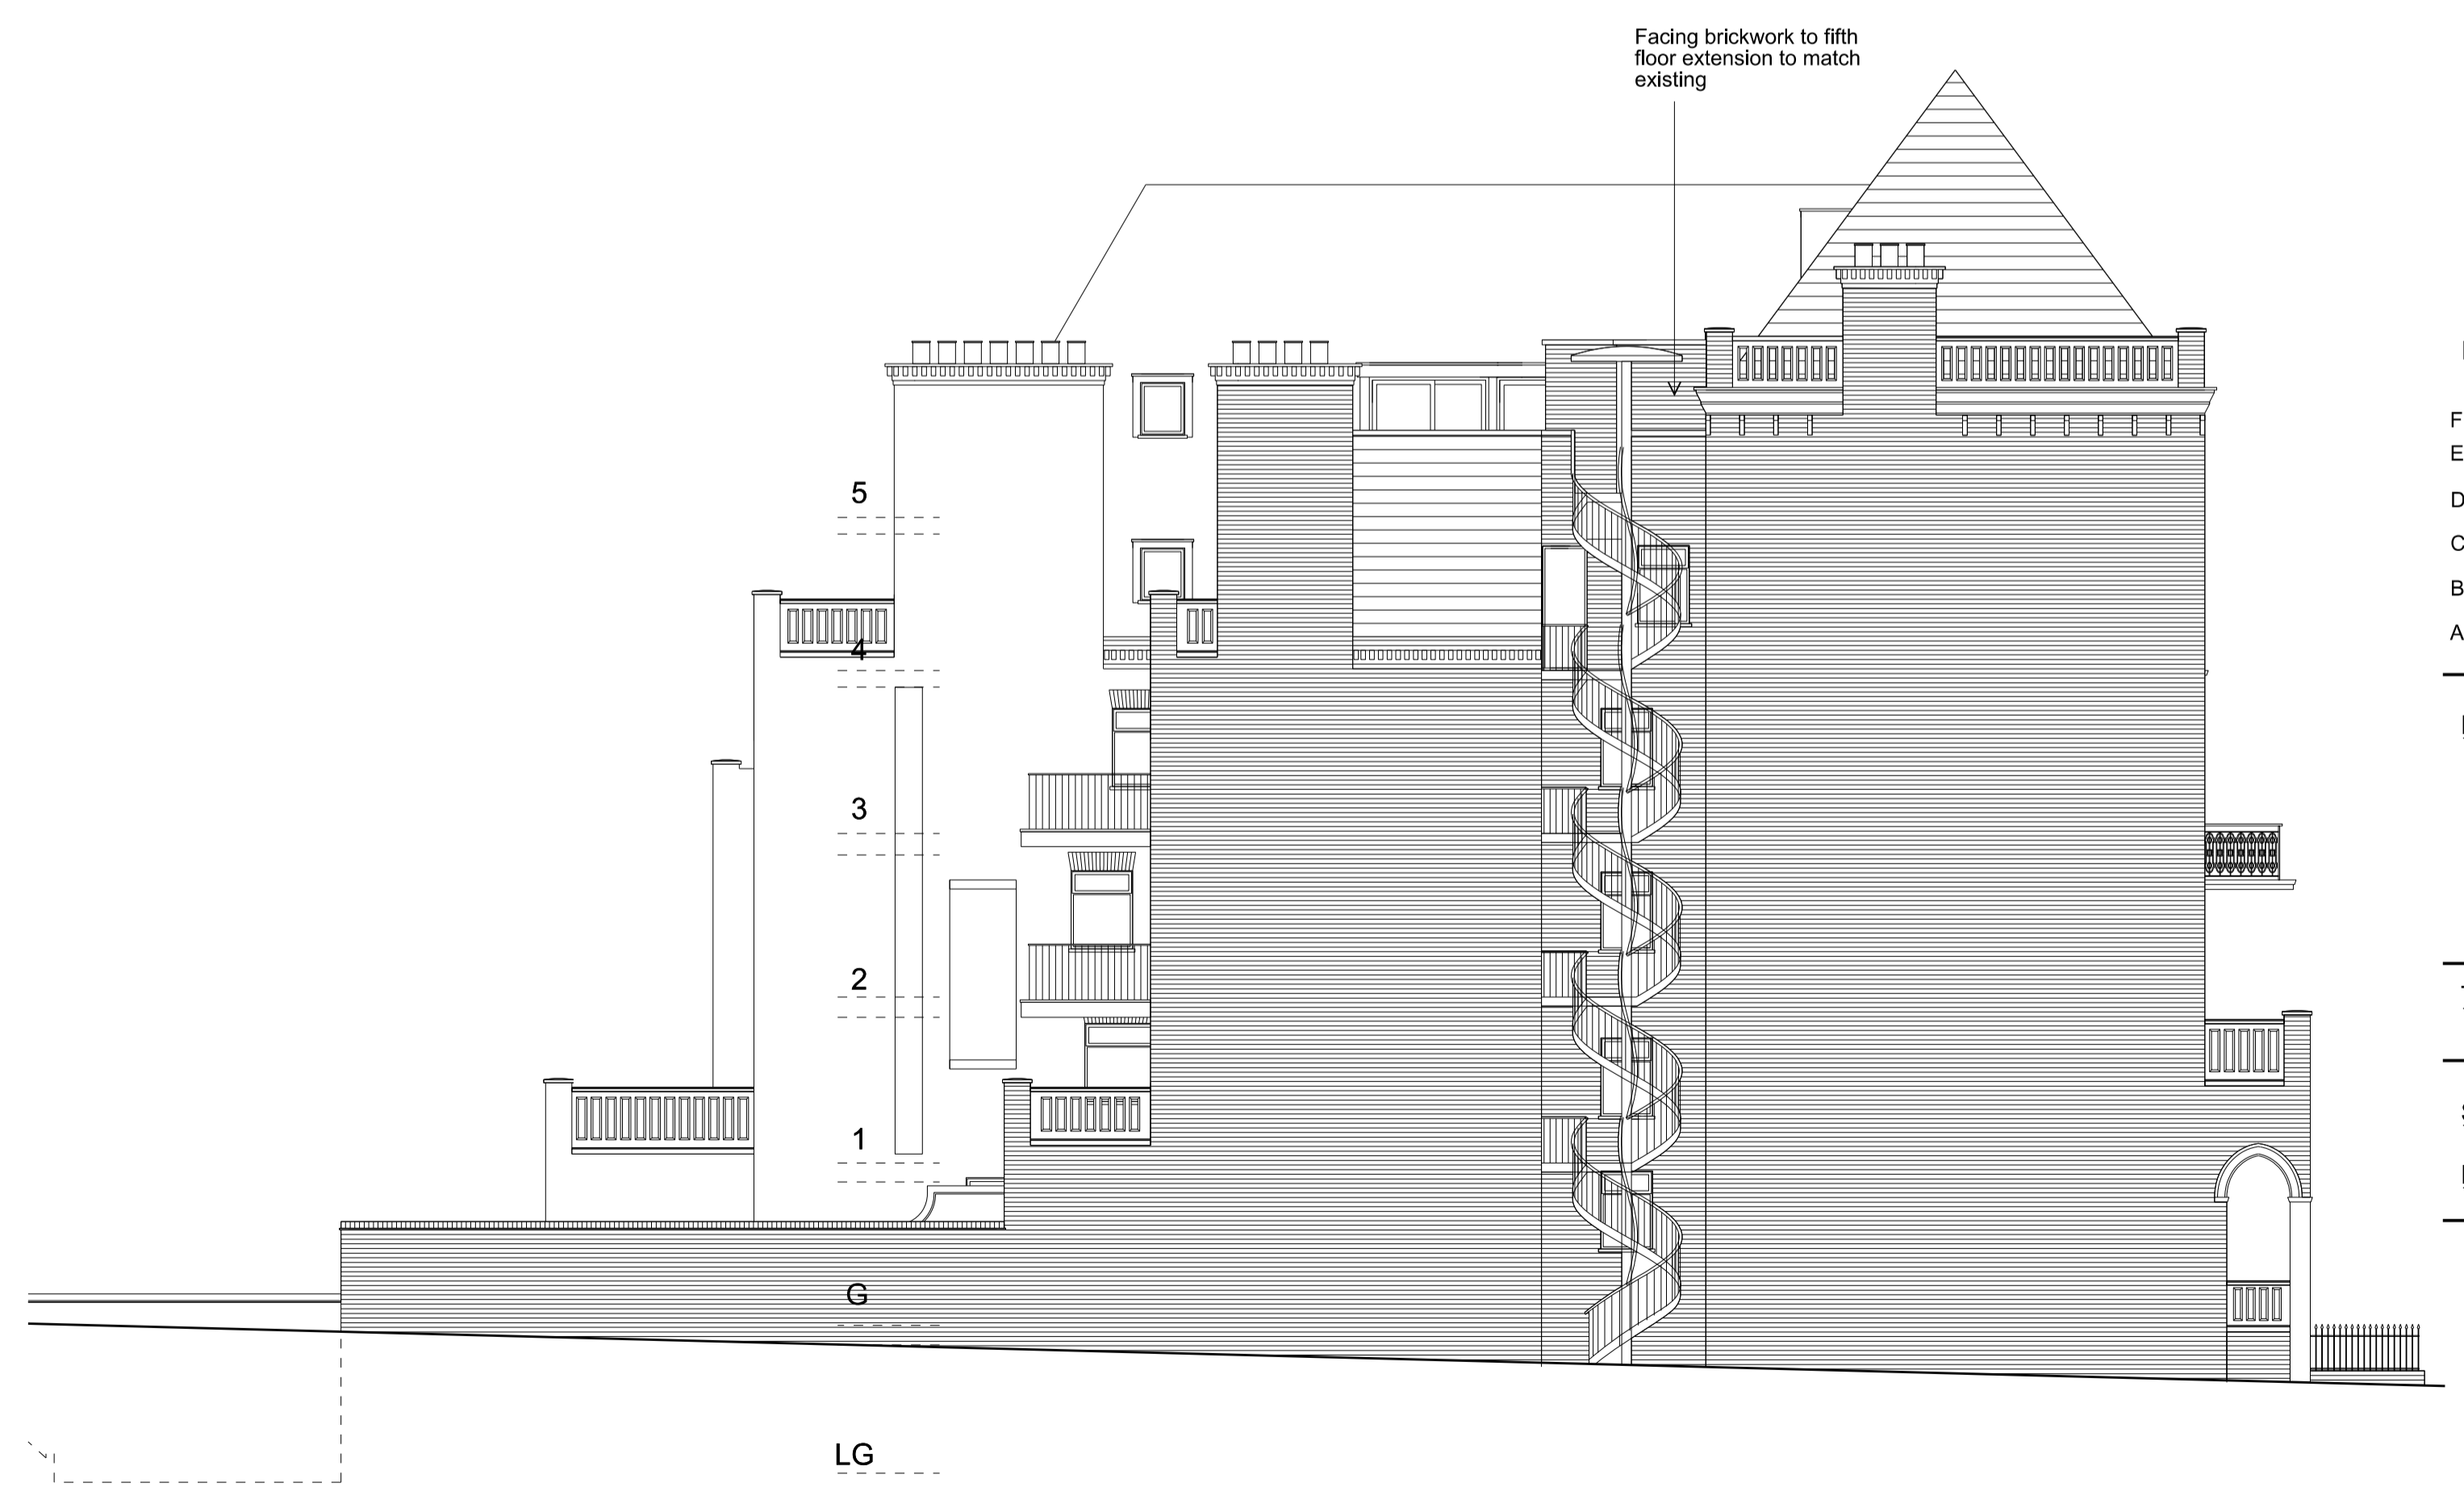 Facing brickwork to fifth
floor extension to match
existing
5
4
3
2
1
G
LG
F
E
D
C
B
A